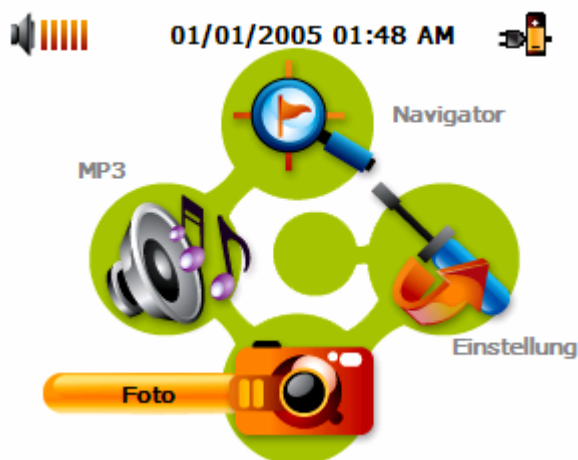 01/01/2005 01:48 AM
Navigator
MP3
Einstellung
Foto